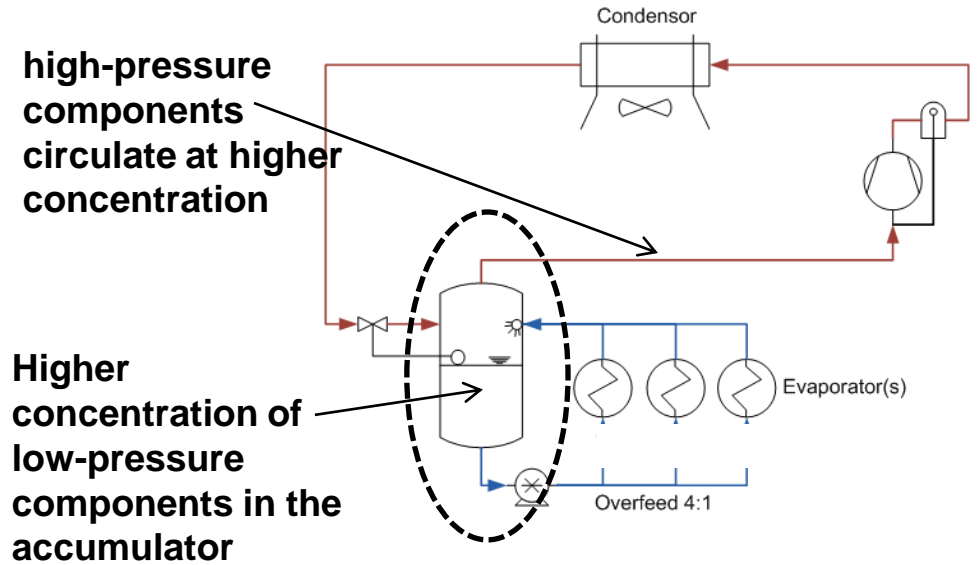 Condensor
high-pressure
components
circulate at higher
concentration
Higher
concentration of
low-pressure
components in the
accumulator
Evaporator(s)
Overfeed 4:1